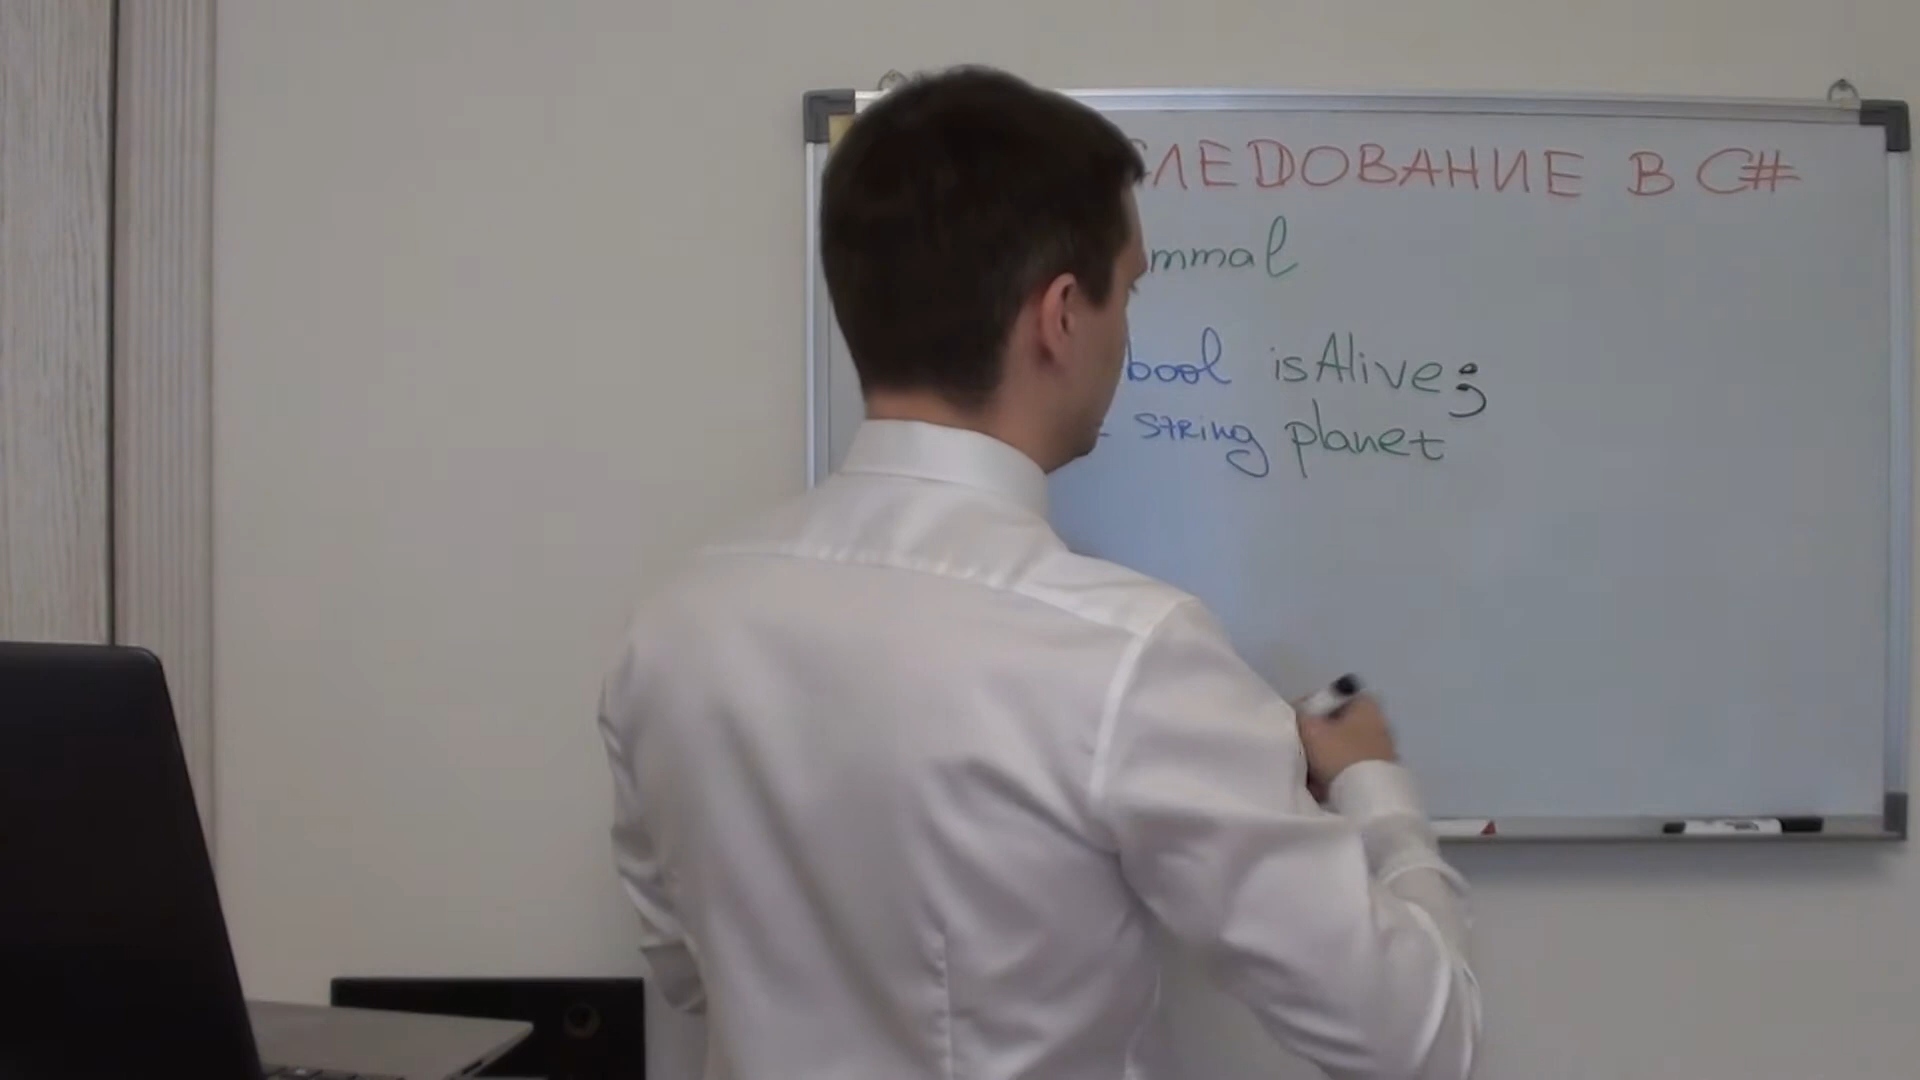 СЛЕДОВАНИЕ В C#
mmal
bool isAlive;
string planet